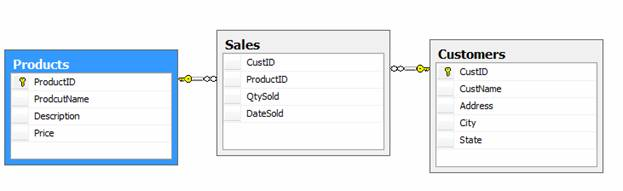 Products
ProductID
ProdcutName
Description
Price
Sales
CustID
ProductID
QtySold
DateSold
Customers
CustID
CustName
Address
City
State